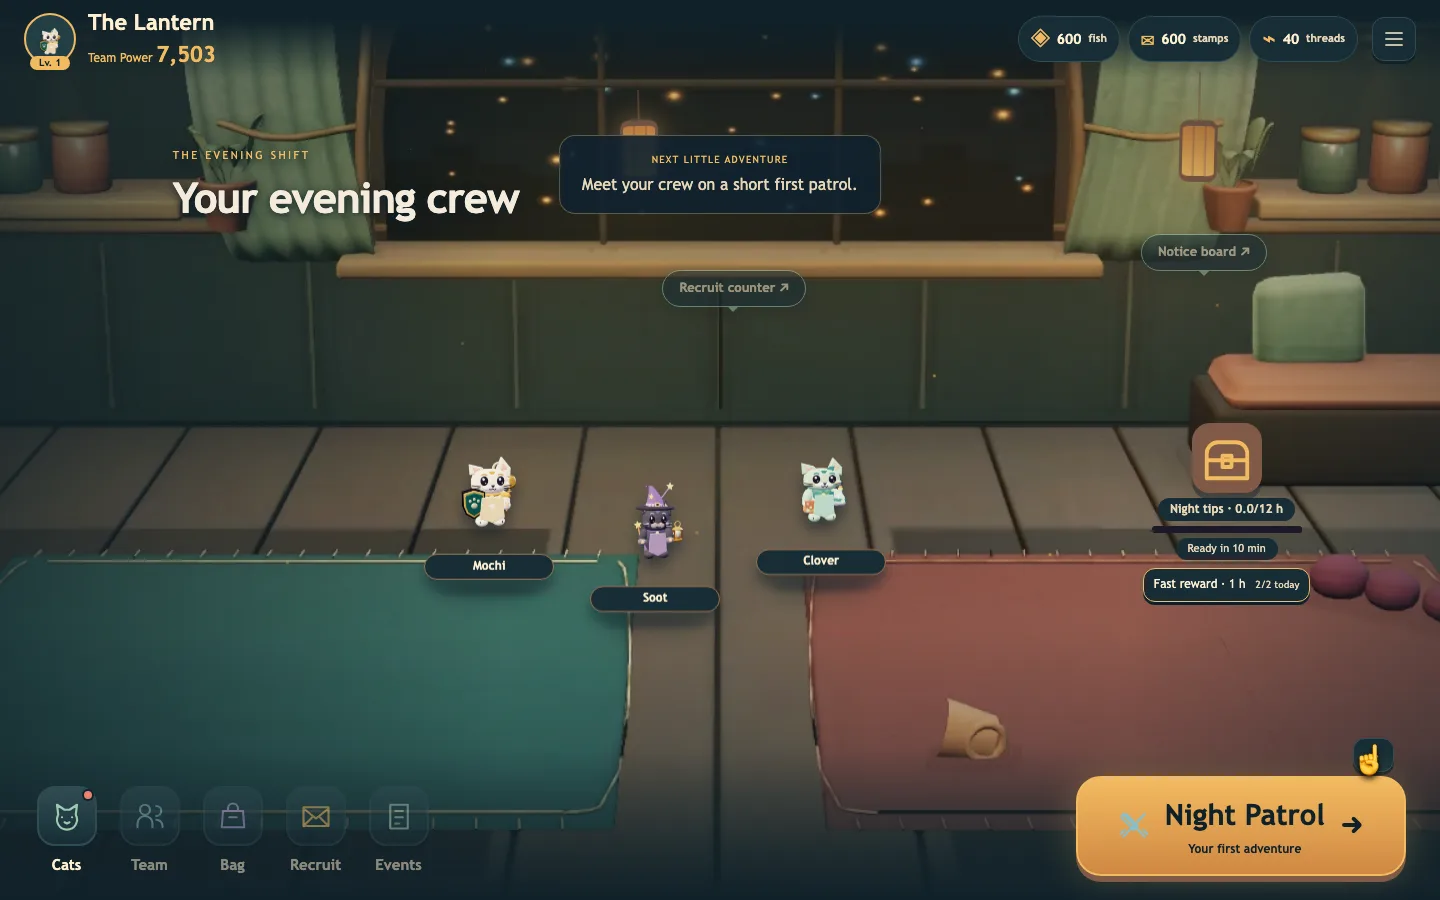 The Lantern
Team Power 7,503
Lv. 1
600 fish
600 stamps
40 threads
THE EVENING SHIFT
Your evening crew
NEXT LITTLE ADVENTURE
Meet your crew on a short first patrol.
Notice board ↗
Recruit counter ↗
Mochi
Soot
Clover
Night tips · 0.0/12 h
Ready in 10 min
Fast reward · 1 h 2/2 today
Cats
Team
Bag
Recruit
Events
Night Patrol →
Your first adventure